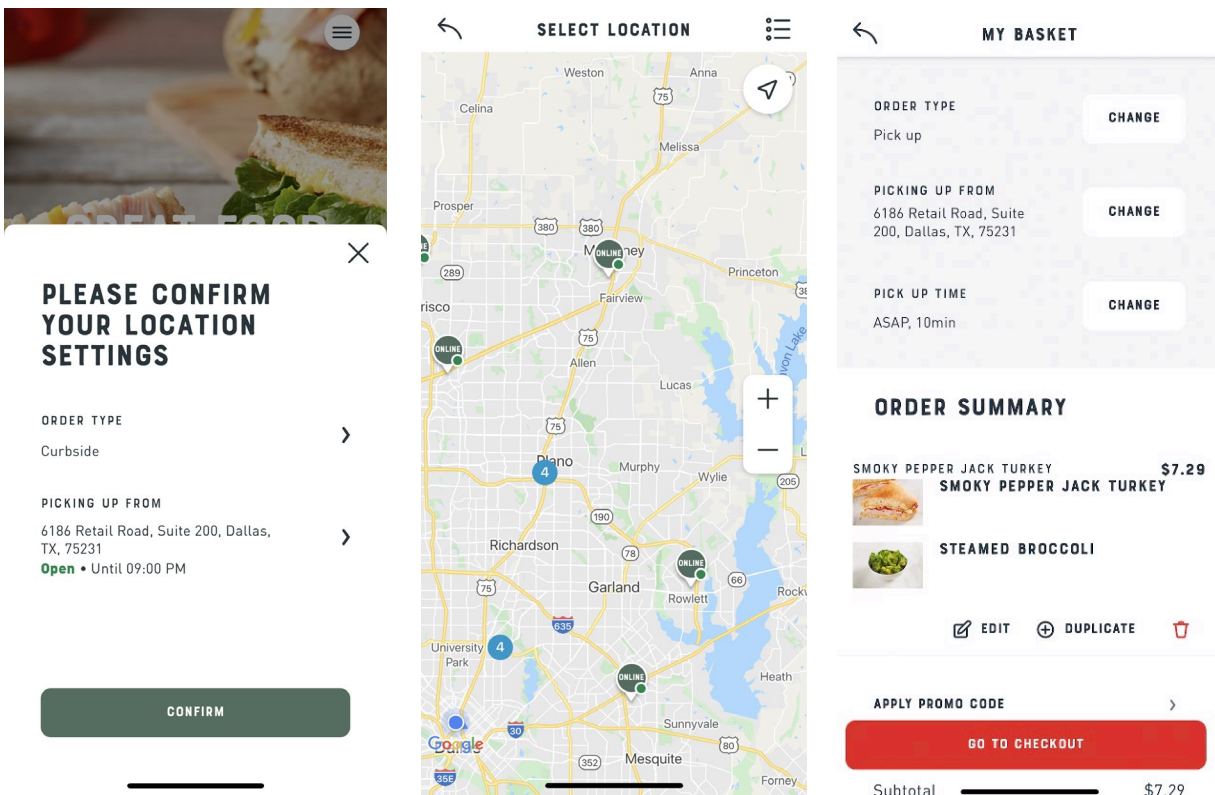 GREAT FOOD
PLEASE CONFIRM
YOUR LOCATION
SETTINGS
ORDER TYPE
Curbside
PICKING UP FROM
6186 Retail Road, Suite 200, Dallas,
TX, 75231
Open • Until 09:00 PM
CONFIRM
SELECT LOCATION
Weston
Anna
75
Celina
Melissa
Prosper
380
380
ONLINE
289
Princeton
risco
Fairview
ONLINE
75
Allen
Lucas
75
Plano
4
Murphy
Wylie
205
190
Richardson
78
ONLINE
66
75
Garland
Rowlett
635
University
Park
4
ONLINE
Heath
Sunnyvale
30
Google
80
352
Mesquite
35E
Forney
MY BASKET
ORDER TYPE
Pick up
CHANGE
PICKING UP FROM
6186 Retail Road, Suite
200, Dallas, TX, 75231
CHANGE
PICK UP TIME
ASAP, 10min
CHANGE
ORDER SUMMARY
SMOKY PEPPER JACK TURKEY $7.29
SMOKY PEPPER JACK TURKEY
STEAMED BROCCOLI
EDIT DUPLICATE
APPLY PROMO CODE
GO TO CHECKOUT
Subtotal $7.29